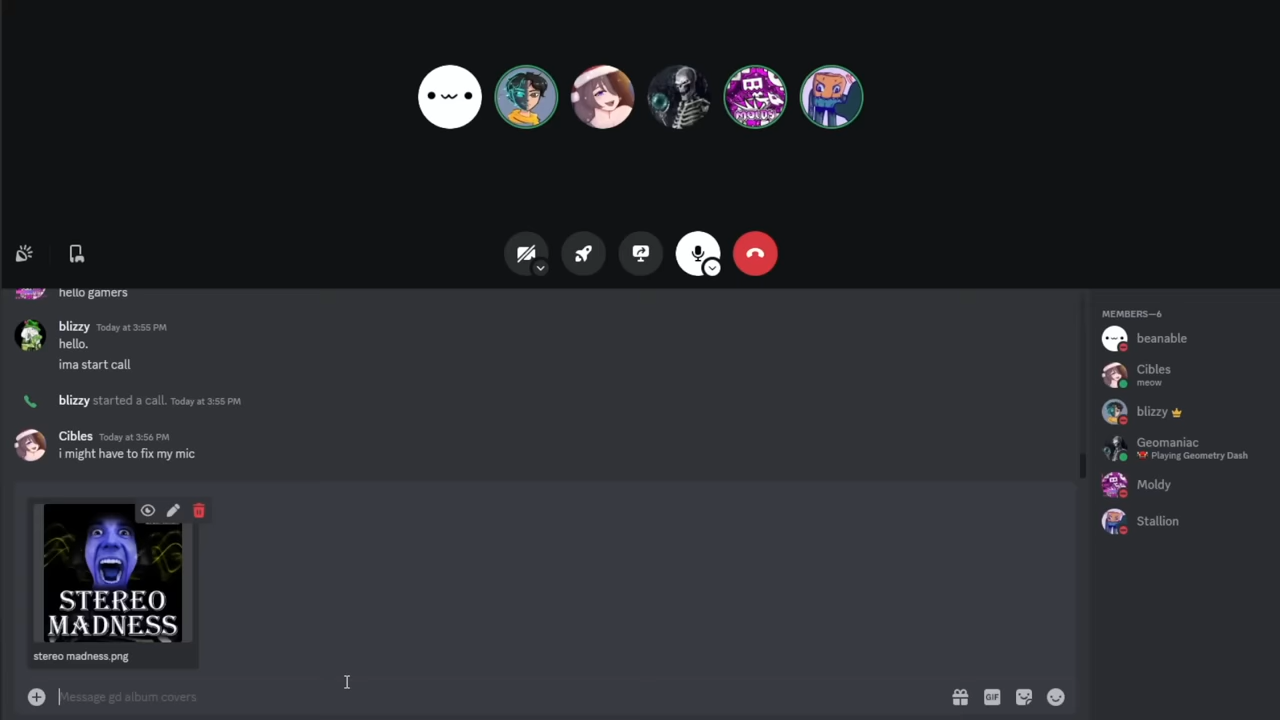 MOLDY
hello gamers
blizzy Today at 3:55 PM
hello.
ima start call
blizzy started a call. Today at 3:55 PM
Cibles Today at 3:56 PM
i might have to fix my mic
STEREO
MADNESS
stereo madness.png
Message gd album covers
GIF
MEMBERS—6
beanable
Cibles
meow
blizzy
Geomaniac
Playing Geometry Dash
Moldy
Stallion